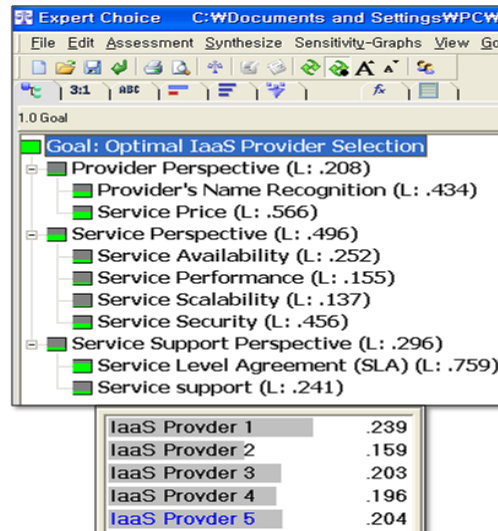 Expert Choice C:₩Documents and Settings₩PC₩
File Edit Assessment Synthesize Sensitivity-Graphs View Go
3:1 ABC fx
1.0 Goal
Goal: Optimal IaaS Provider Selection
Provider Perspective (L: .208)
Provider's Name Recognition (L: .434)
Service Price (L: .566)
Service Perspective (L: .496)
Service Availability (L: .252)
Service Performance (L: .155)
Service Scalability (L: .137)
Service Security (L: .456)
Service Support Perspective (L: .296)
Service Level Agreement (SLA) (L: .759)
Service support (L: .241)
IaaS Provder 1 .239
IaaS Provder 2 .159
IaaS Provder 3 .203
IaaS Provder 4 .196
IaaS Provder 5 .204